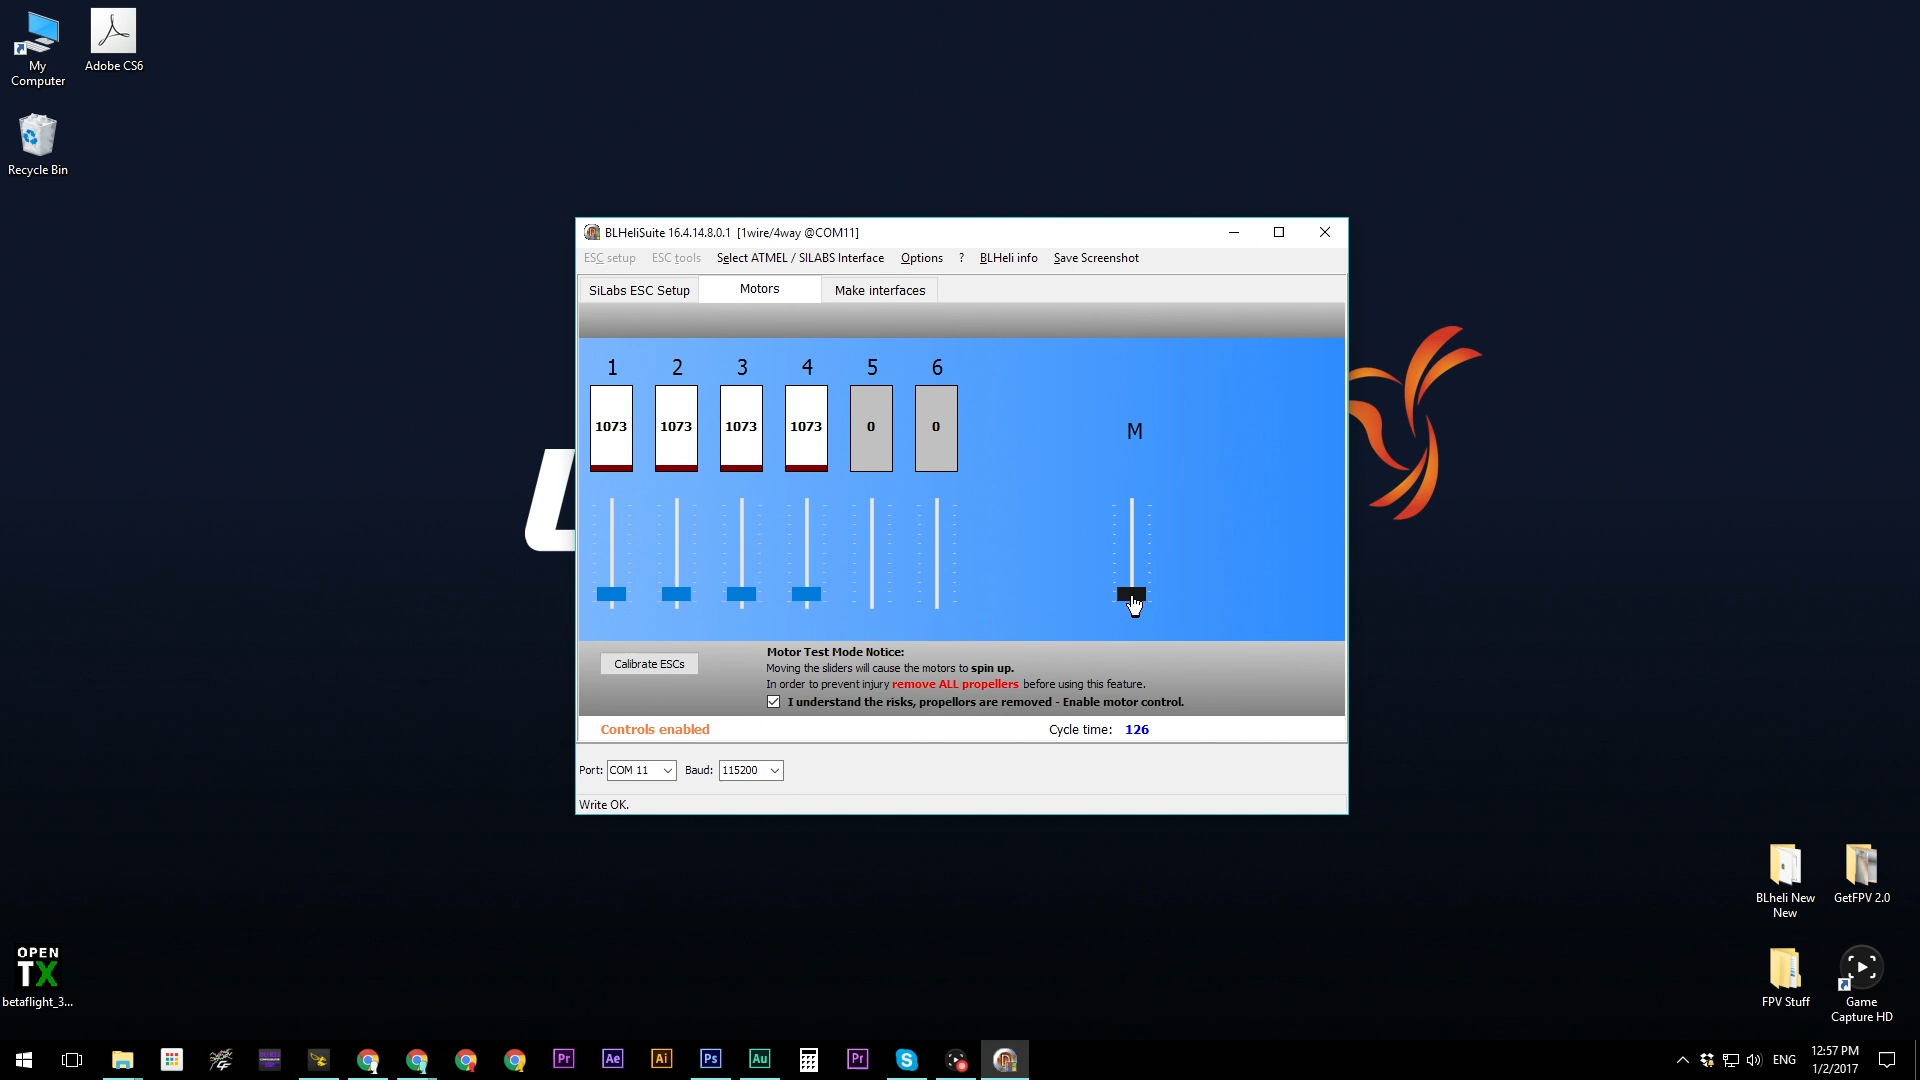 My
Computer
Adobe CS6
Recycle Bin
BLHeliSuite 16.4.14.8.0.1 [1wire/4way @COM11]
ESC setup ESC tools Select ATMEL / SILABS Interface Options ? BLHeli info Save Screenshot
SiLabs ESC Setup Motors Make interfaces
1 2 3 4 5 6
1073 1073 1073 1073 0 0
M
Calibrate ESCs
Motor Test Mode Notice:
Moving the sliders will cause the motors to spin up.
In order to prevent injury remove ALL propellers before using this feature.
I understand the risks, propellors are removed - Enable motor control.
Controls enabled Cycle time: 126
Port: COM 11 Baud: 115200
Write OK.
BLheli New
New
GetFPV 2.0
OPEN
TX
betaflight_3...
FPV Stuff
Game
Capture HD
Pr Ae Ai Ps Au Pr S
ENG
12:57 PM
1/2/2017